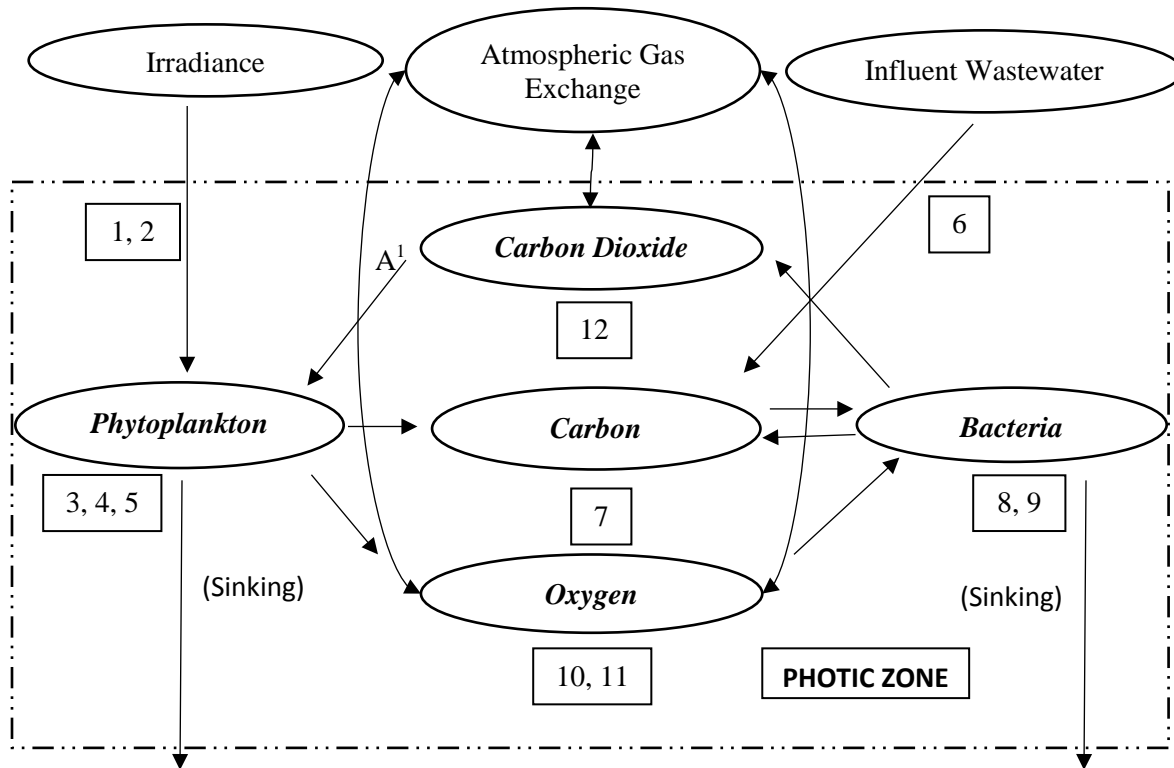 Irradiance
Atmospheric Gas
Exchange
Influent Wastewater
1, 2
6
A¹
Carbon Dioxide
12
Phytoplankton
Carbon
Bacteria
3, 4, 5
7
8, 9
(Sinking)
(Sinking)
Oxygen
10, 11
PHOTIC ZONE